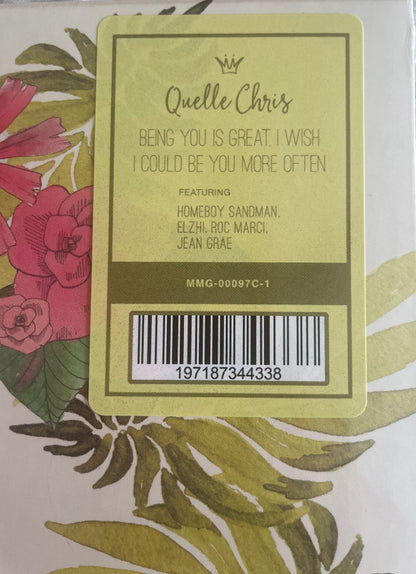 Quelle Chris
BEING YOU IS GREAT, I WISH
I COULD BE YOU MORE OFTEN
FEATURING
HOMEBOY SANDMAN,
ELZHI, ROC MARCI,
JEAN GRAE
MMG-00097C-1
197187344338